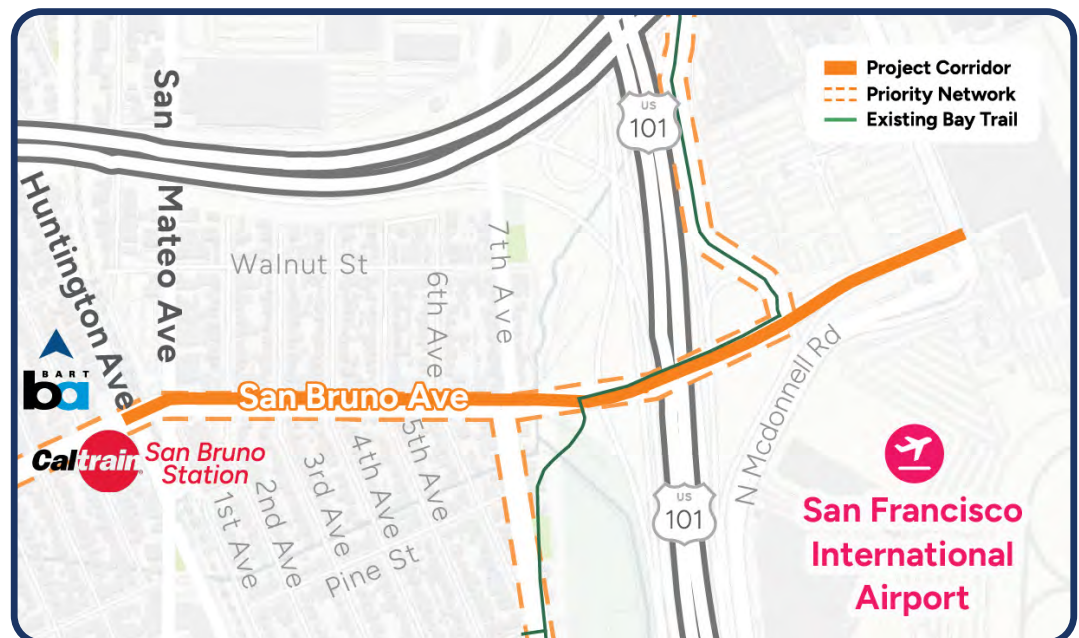 Project Corridor
Priority Network
Existing Bay Trail
San Mateo Ave
Huntington Ave
US
101
Walnut St
6th Ave
7th Ave
BART
ba
San Bruno Ave
Caltrain
San Bruno
Station
1st Ave
2nd Ave
3rd Ave
4th Ave
5th Ave
Pine St
US
101
N Mcdonnell Rd
San Francisco
International
Airport